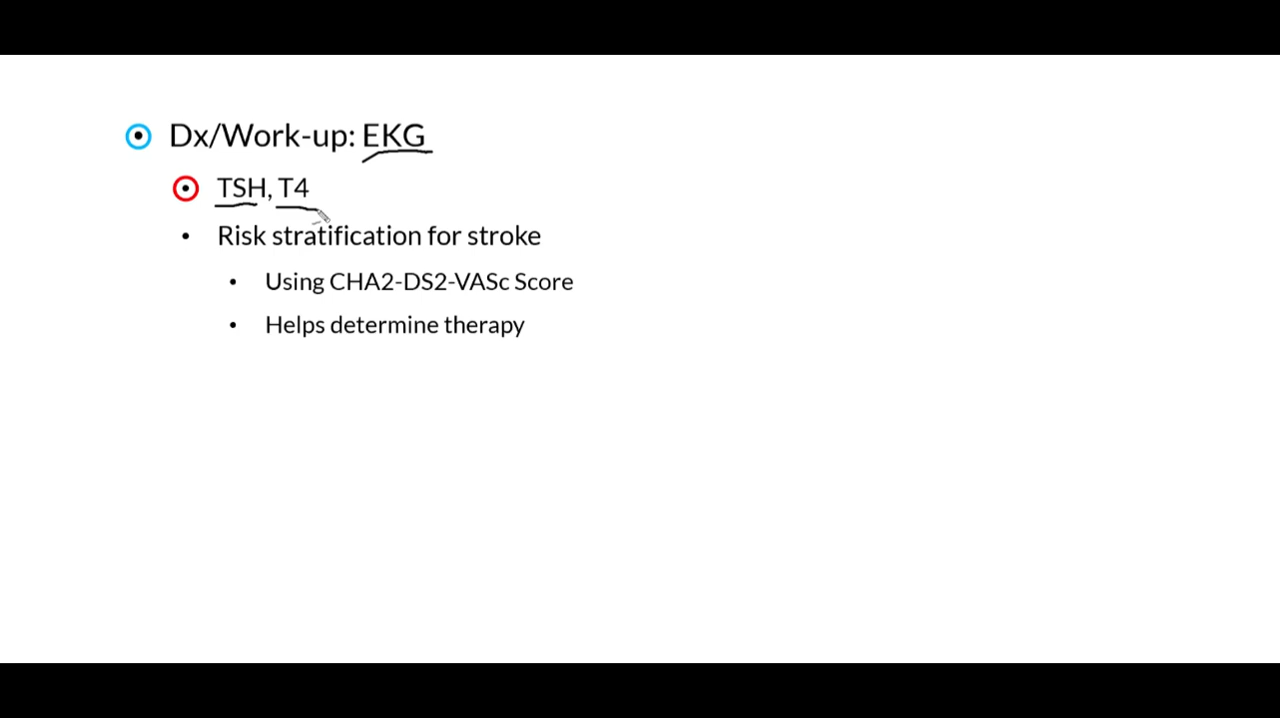 Dx/Work-up: EKG
TSH, T4
Risk stratification for stroke
Using CHA2-DS2-VASc Score
Helps determine therapy